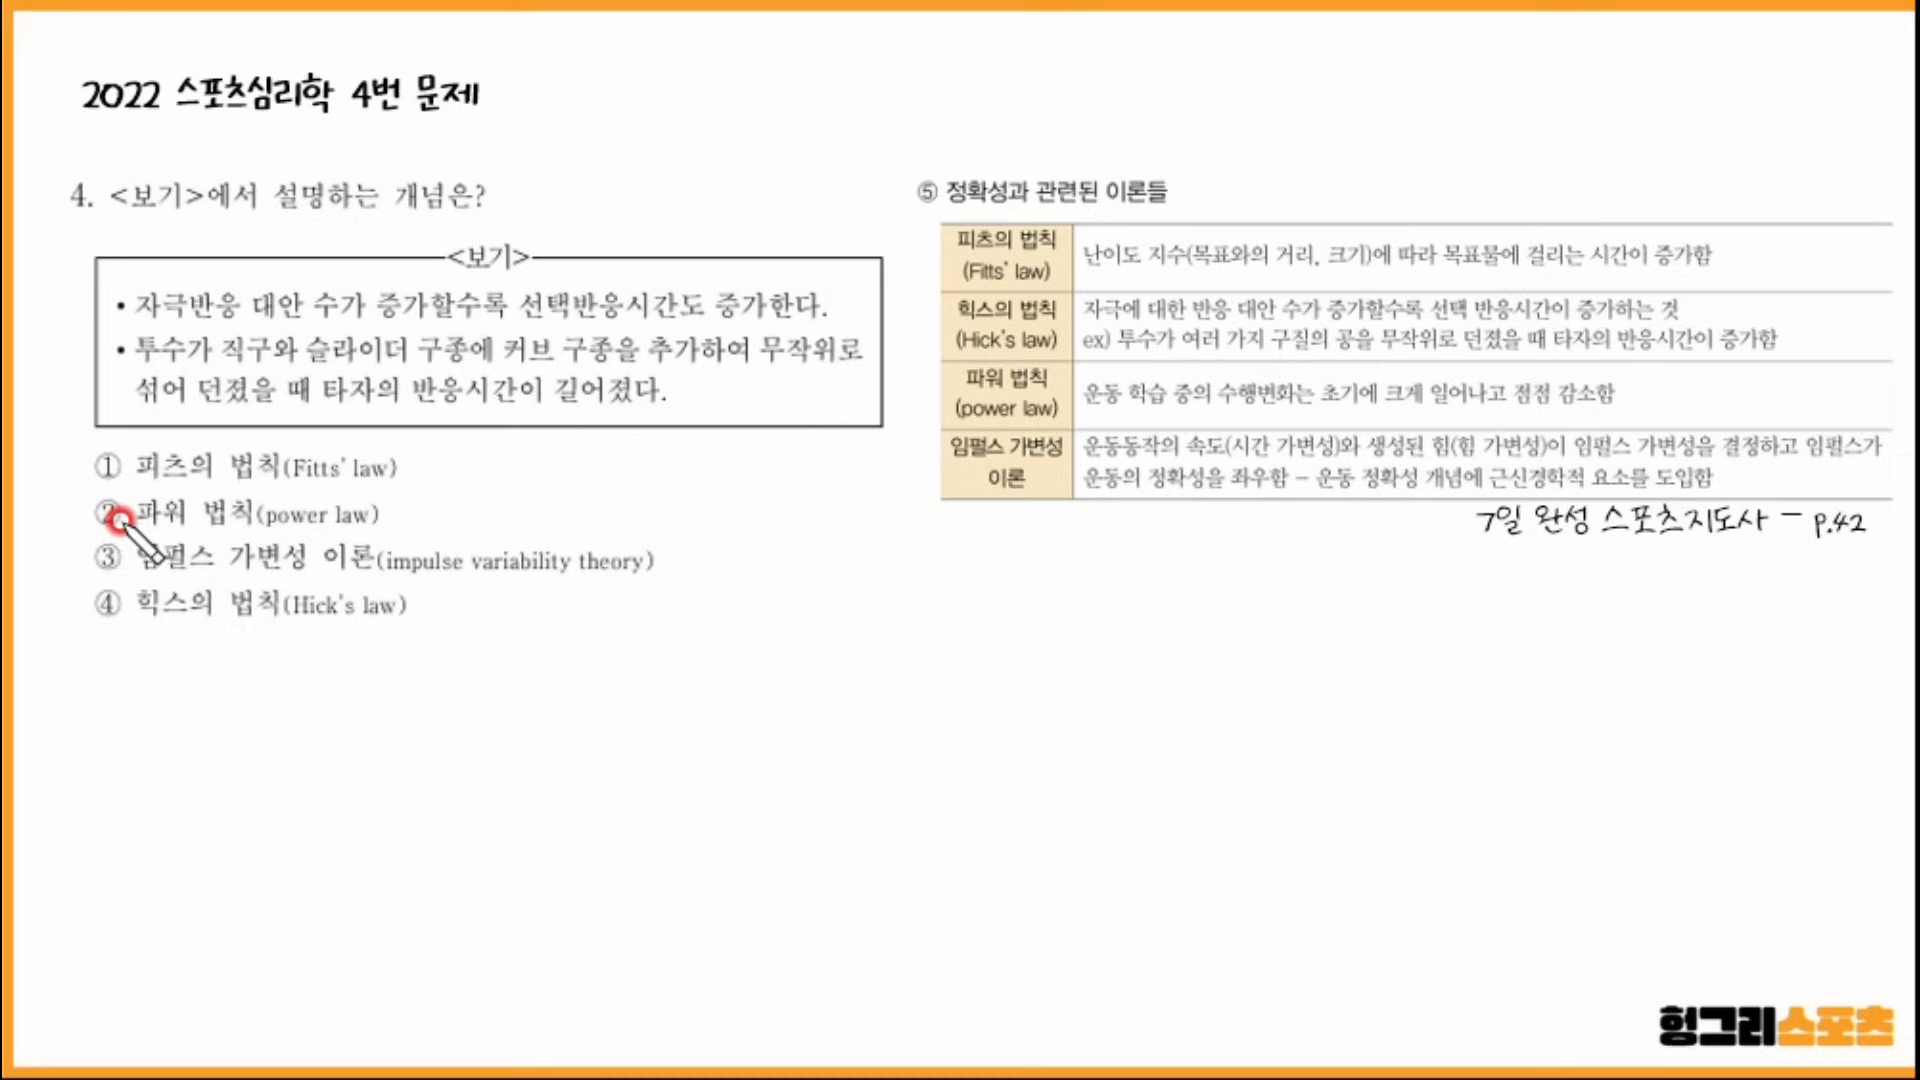 2022 스포츠심리학 4번 문제
4. <보기>에서 설명하는 개념은?
<보기>
• 자극반응 대안 수가 증가할수록 선택반응시간도 증가한다.
• 투수가 직구와 슬라이더 구종에 커브 구종을 추가하여 무작위로
섞어 던졌을 때 타자의 반응시간이 길어졌다.
① 피츠의 법칙(Fitts' law)
② 파워 법칙(power law)
③ 임펄스 가변성 이론(impulse variability theory)
④ 힉스의 법칙(Hick's law)
⑤ 정확성과 관련된 이론들
피츠의 법칙
(Fitts' law)
난이도 지수(목표와의 거리, 크기)에 따라 목표물에 걸리는 시간이 증가함
힉스의 법칙
(Hick's law)
자극에 대한 반응 대안 수가 증가할수록 선택 반응시간이 증가하는 것
ex) 투수가 여러 가지 구질의 공을 무작위로 던졌을 때 타자의 반응시간이 증가함
파워 법칙
(power law)
운동 학습 중의 수행변화는 초기에 크게 일어나고 점점 감소함
임펄스 가변성
이론
운동동작의 속도(시간 가변성)와 생성된 힘(힘 가변성)이 임펄스 가변성을 결정하고 임펄스가
운동의 정확성을 좌우함 – 운동 정확성 개념에 근신경학적 요소를 도입함
7일 완성 스포츠지도사 - p.42
헝그리스포츠